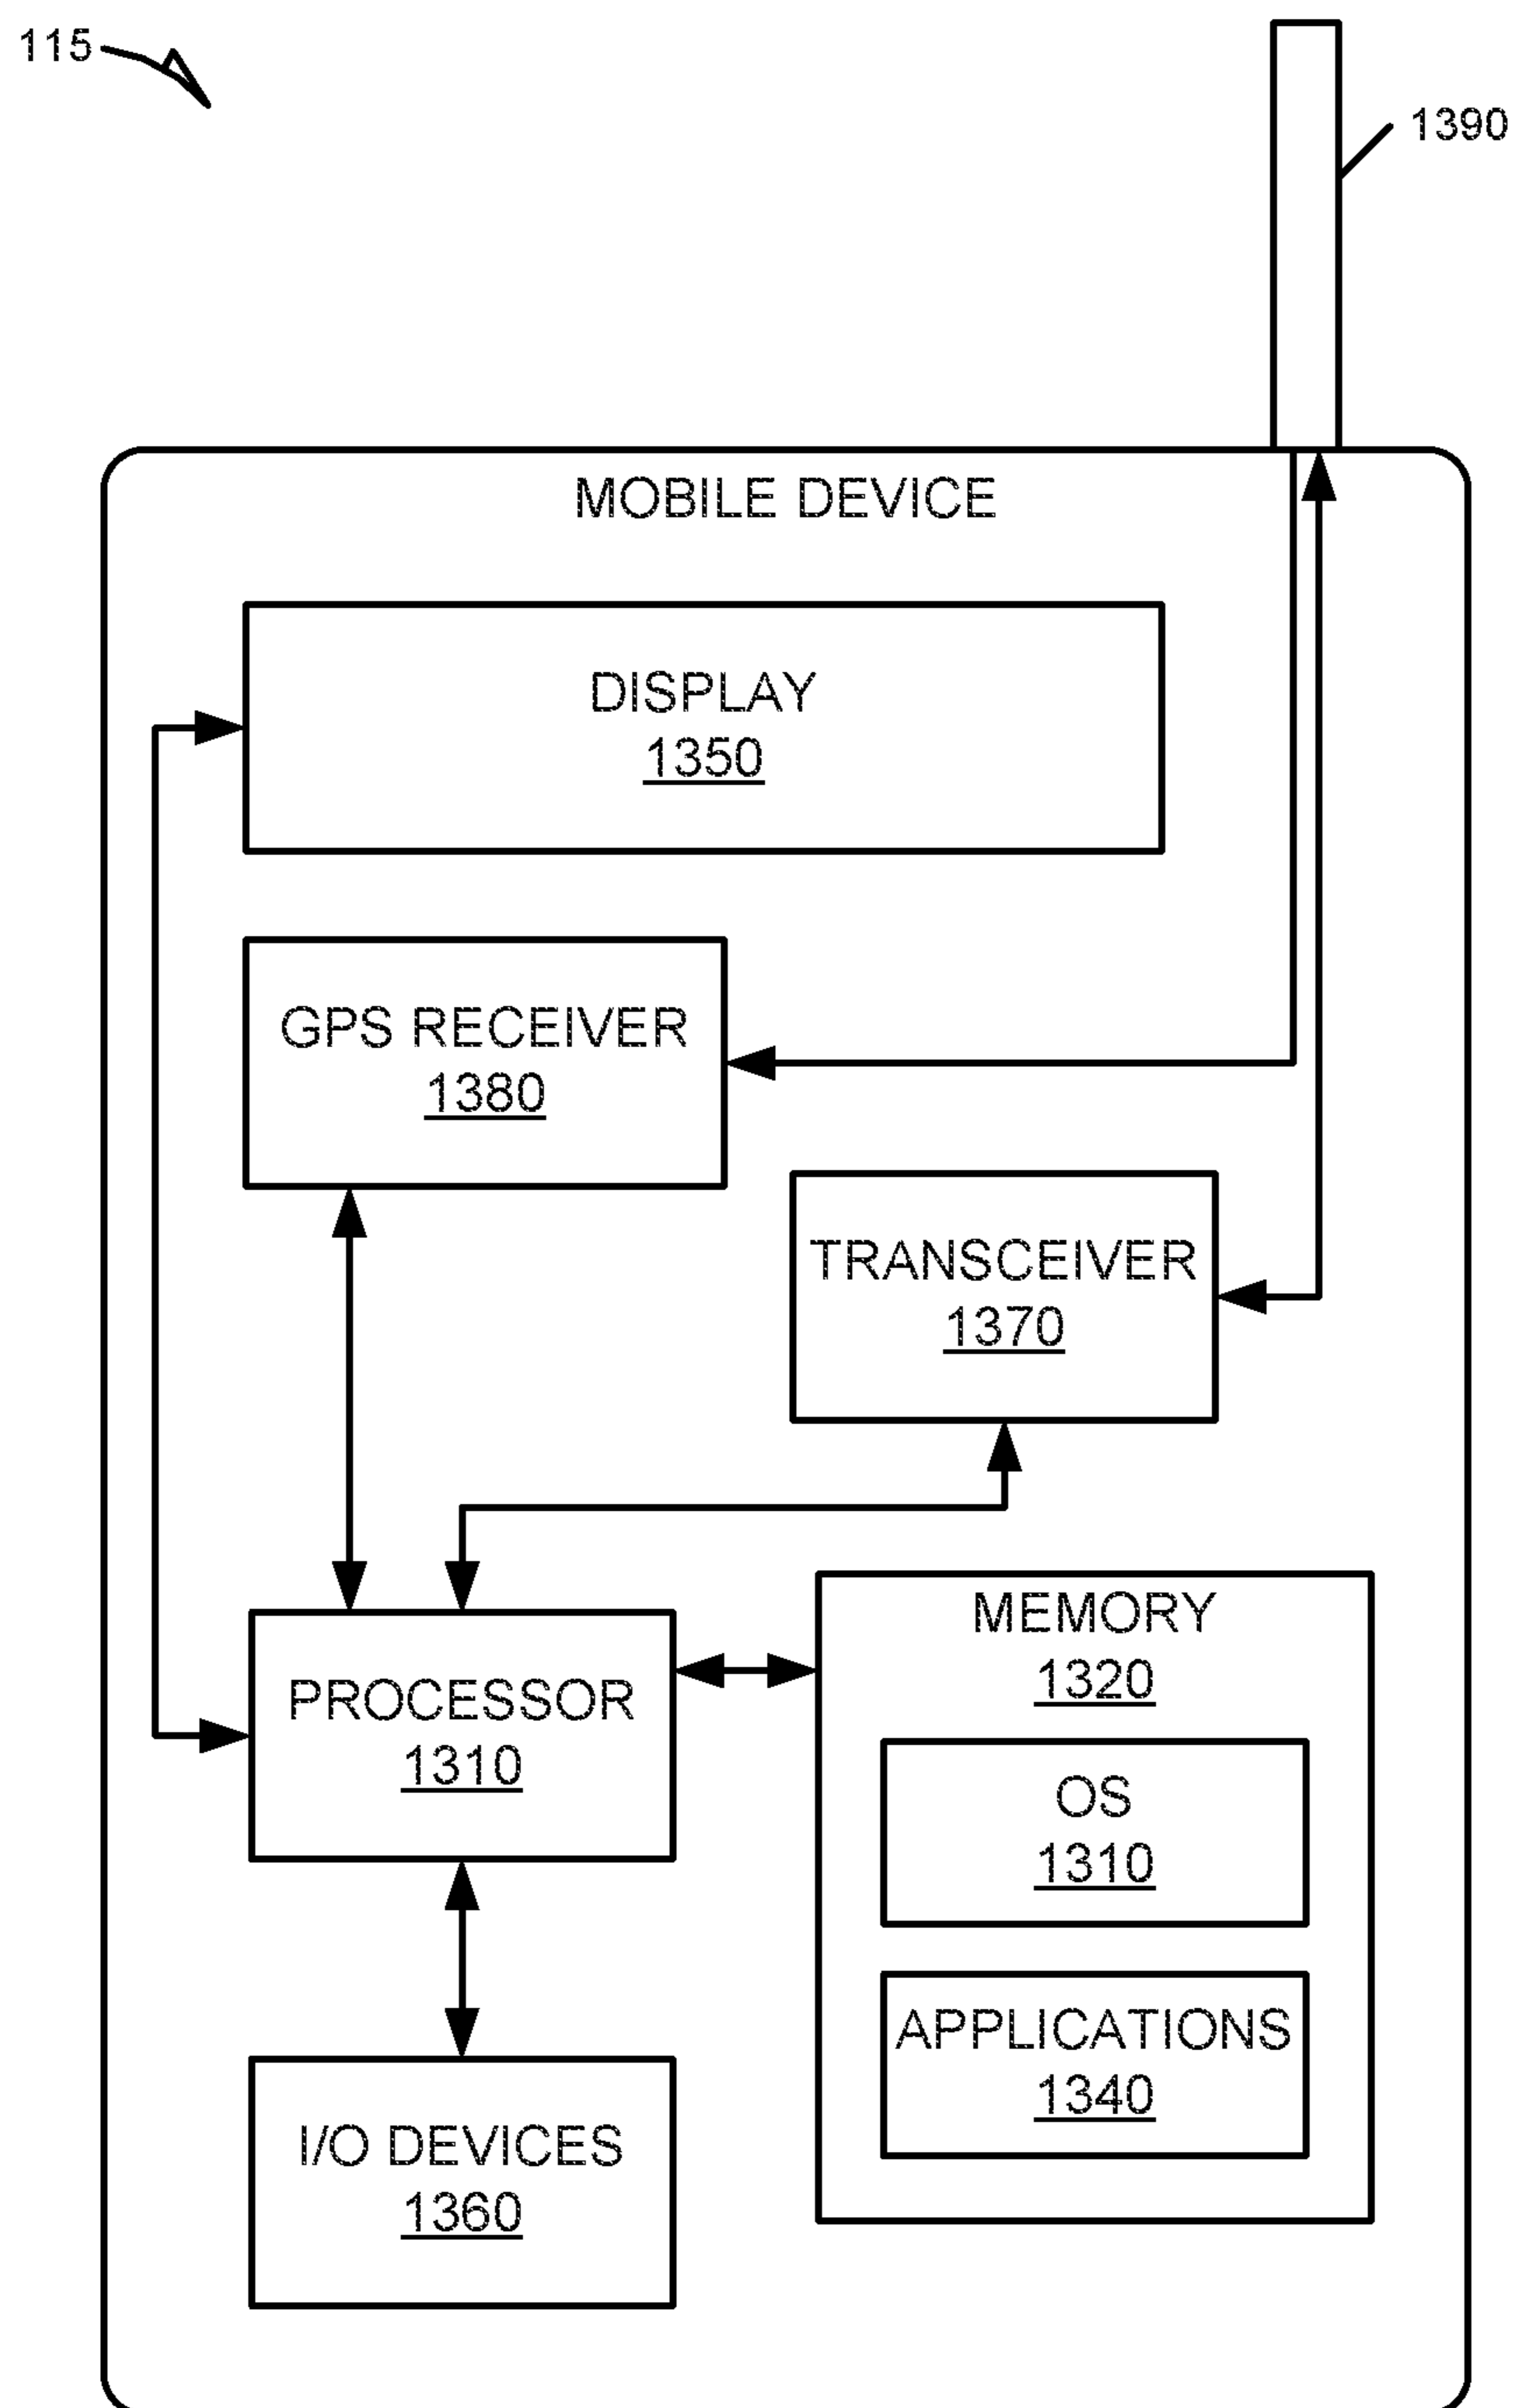 115
1390
MOBILE DEVICE
DISPLAY
1350
GPS RECEIVER
1380
TRANSCEIVER
1370
PROCESSOR
1310
MEMORY
1320
OS
1310
APPLICATIONS
1340
I/O DEVICES
1360